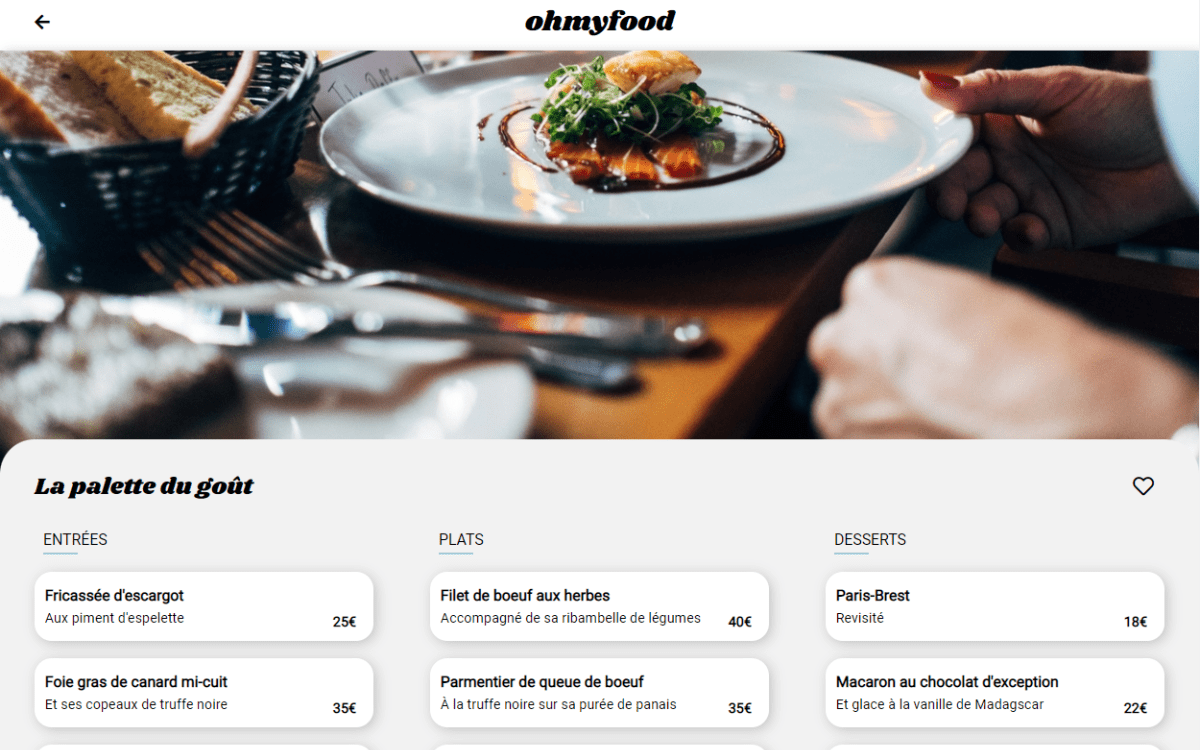 ohmyfood
La palette du goût
ENTRÉES
Fricassée d'escargot
Aux piment d'espelette
25€
Foie gras de canard mi-cuit
Et ses copeaux de truffe noire
35€
PLATS
Filet de boeuf aux herbes
Accompagné de sa ribambelle de légumes
40€
Parmentier de queue de boeuf
À la truffe noire sur sa purée de panais
35€
DESSERTS
Paris-Brest
Revisité
18€
Macaron au chocolat d'exception
Et glace à la vanille de Madagscar
22€